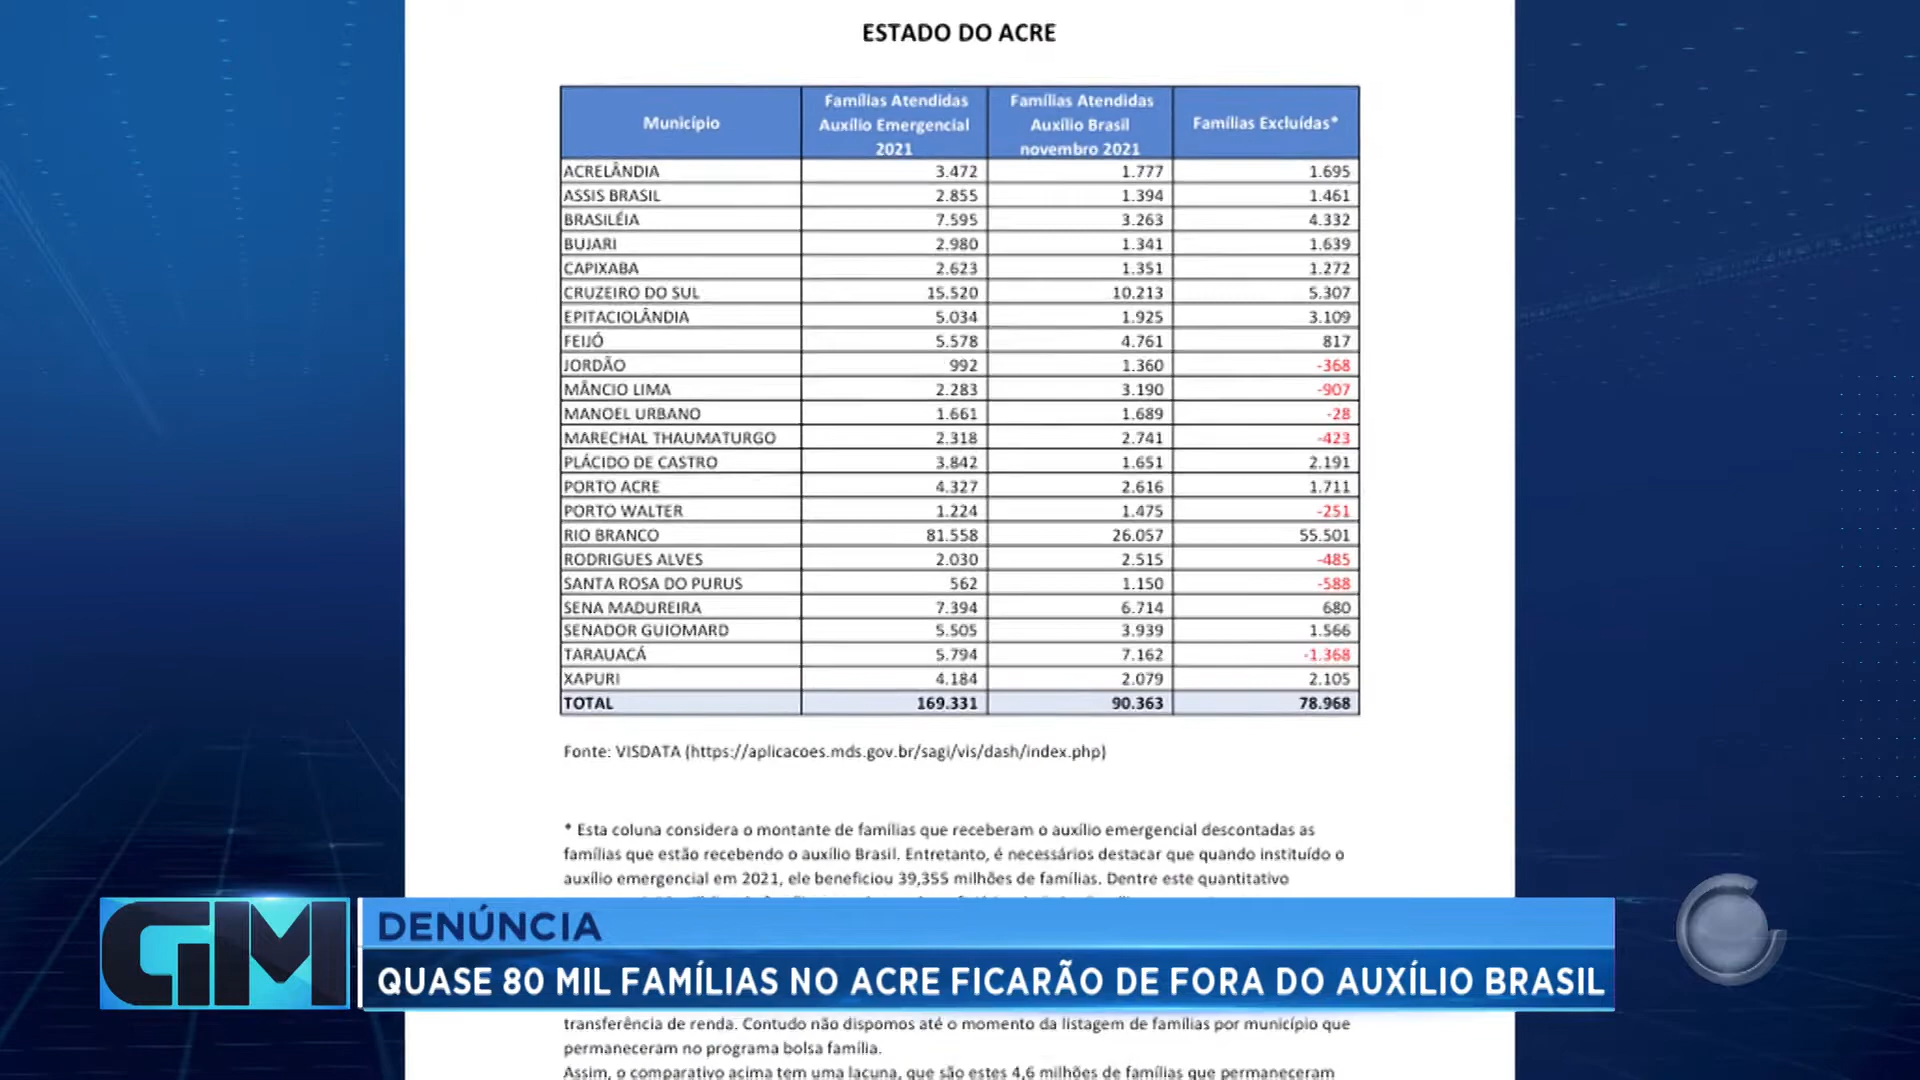 ESTADO DO ACRE
Município Famílias Atendidas Auxílio Emergencial 2021 Famílias Atendidas Auxílio Brasil novembro 2021 Famílias Excluídas*
ACRELÂNDIA 3.472 1.777 1.695
ASSIS BRASIL 2.855 1.394 1.461
BRASILÉIA 7.595 3.263 4.332
BUJARI 2.980 1.341 1.639
CAPIXABA 2.623 1.351 1.272
CRUZEIRO DO SUL 15.520 10.213 5.307
EPITACIOLÂNDIA 5.034 1.925 3.109
FEIJÓ 5.578 4.761 817
JORDÃO 992 1.360 -368
MÂNCIO LIMA 2.283 3.190 -907
MANOEL URBANO 1.661 1.689 -28
MARECHAL THAUMATURGO 2.318 2.741 -423
PLÁCIDO DE CASTRO 3.842 1.651 2.191
PORTO ACRE 4.327 2.616 1.711
PORTO WALTER 1.224 1.475 -251
RIO BRANCO 81.558 26.057 55.501
RODRIGUES ALVES 2.030 2.515 -485
SANTA ROSA DO PURUS 562 1.150 -588
SENA MADUREIRA 7.394 6.714 680
SENADOR GUIOMARD 5.505 3.939 1.566
TARAUACÁ 5.794 7.162 -1.368
XAPURI 4.184 2.079 2.105
TOTAL 169.331 90.363 78.968
Fonte: VISDATA (https://aplicacoes.mds.gov.br/sagi/vis/dash/index.php)
* Esta coluna considera o montante de famílias que receberam o auxílio emergencial descontadas as
famílias que estão recebendo o auxílio Brasil. Entretanto, é necessários destacar que quando instituído o
auxílio emergencial em 2021, ele beneficiou 39,355 milhões de famílias. Dentre este quantitativo
GM
DENÚNCIA
QUASE 80 MIL FAMÍLIAS NO ACRE FICARÃO DE FORA DO AUXÍLIO BRASIL
transferência de renda. Contudo não dispomos até o momento da listagem de famílias por município que
permaneceram no programa bolsa família.
Assim, o comparativo acima tem uma lacuna, que são estes 4,6 milhões de famílias que permaneceram